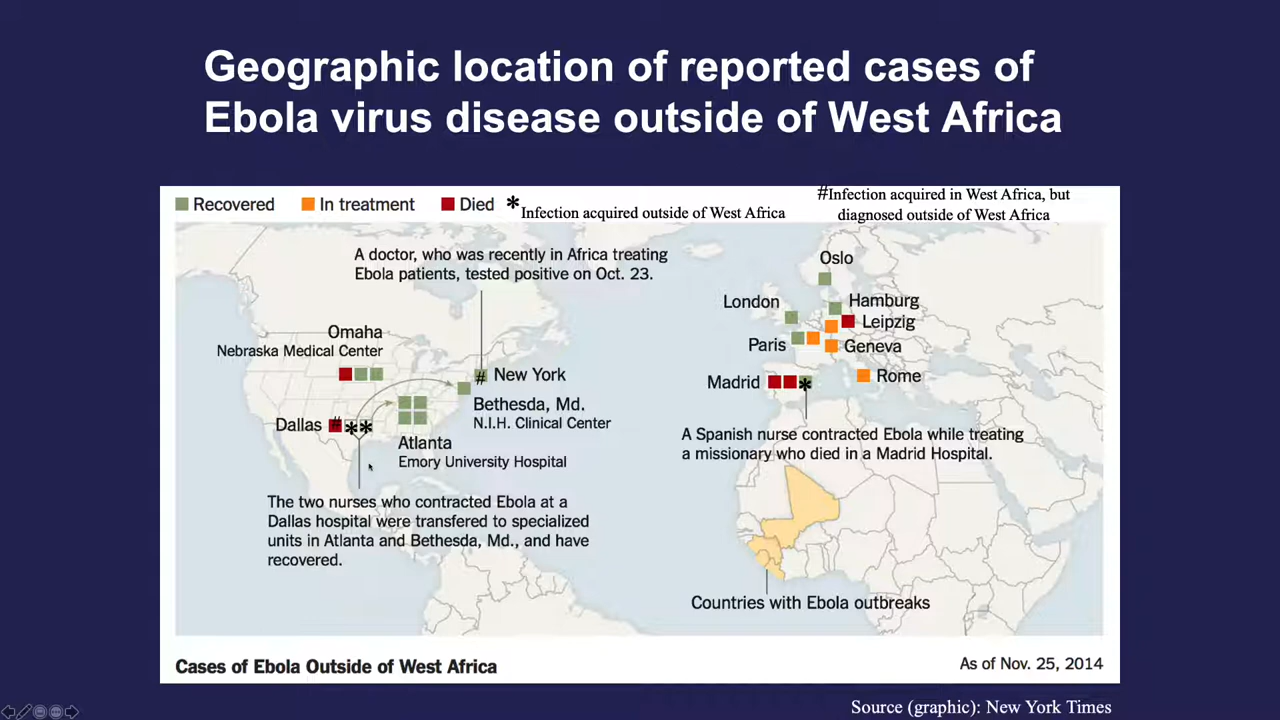 Geographic location of reported cases of
Ebola virus disease outside of West Africa
Recovered
In treatment
Died
*Infection acquired outside of West Africa
#Infection acquired in West Africa, but
diagnosed outside of West Africa
A doctor, who was recently in Africa treating
Ebola patients, tested positive on Oct. 23.
Omaha
Nebraska Medical Center
# New York
Bethesda, Md.
N.I.H. Clinical Center
Dallas # **
Atlanta
Emory University Hospital
The two nurses who contracted Ebola at a
Dallas hospital were transfered to specialized
units in Atlanta and Bethesda, Md., and have
recovered.
Oslo
London
Hamburg
Leipzig
Paris
Geneva
Rome
Madrid *
A Spanish nurse contracted Ebola while treating
a missionary who died in a Madrid Hospital.
Countries with Ebola outbreaks
Cases of Ebola Outside of West Africa
As of Nov. 25, 2014
Source (graphic): New York Times